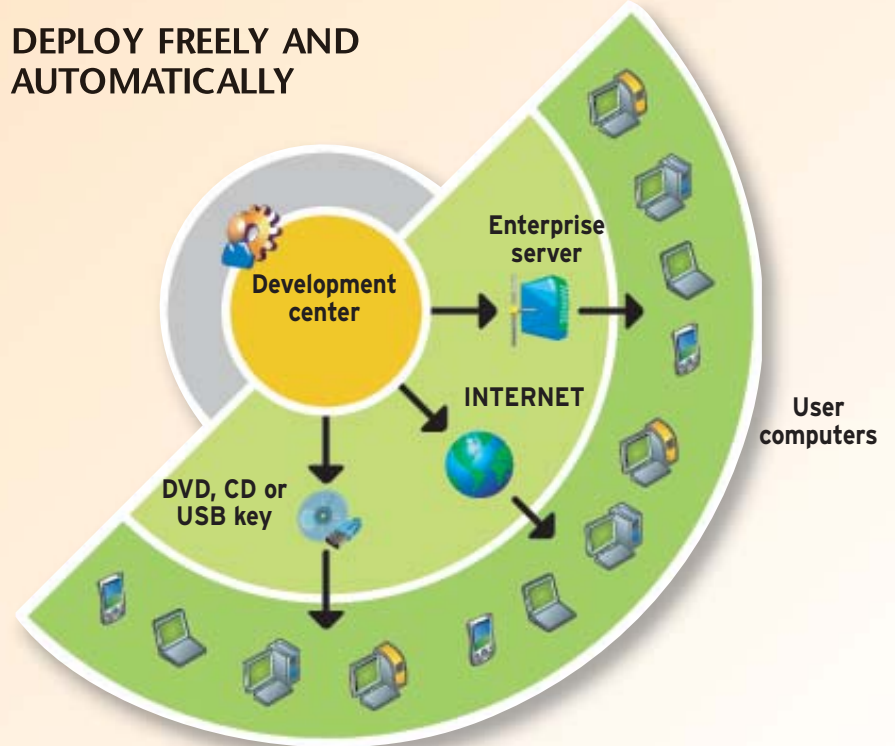 DEPLOY FREELY AND
AUTOMATICALLY
Enterprise
server
Development
center
INTERNET
User
computers
DVD, CD or
USB key